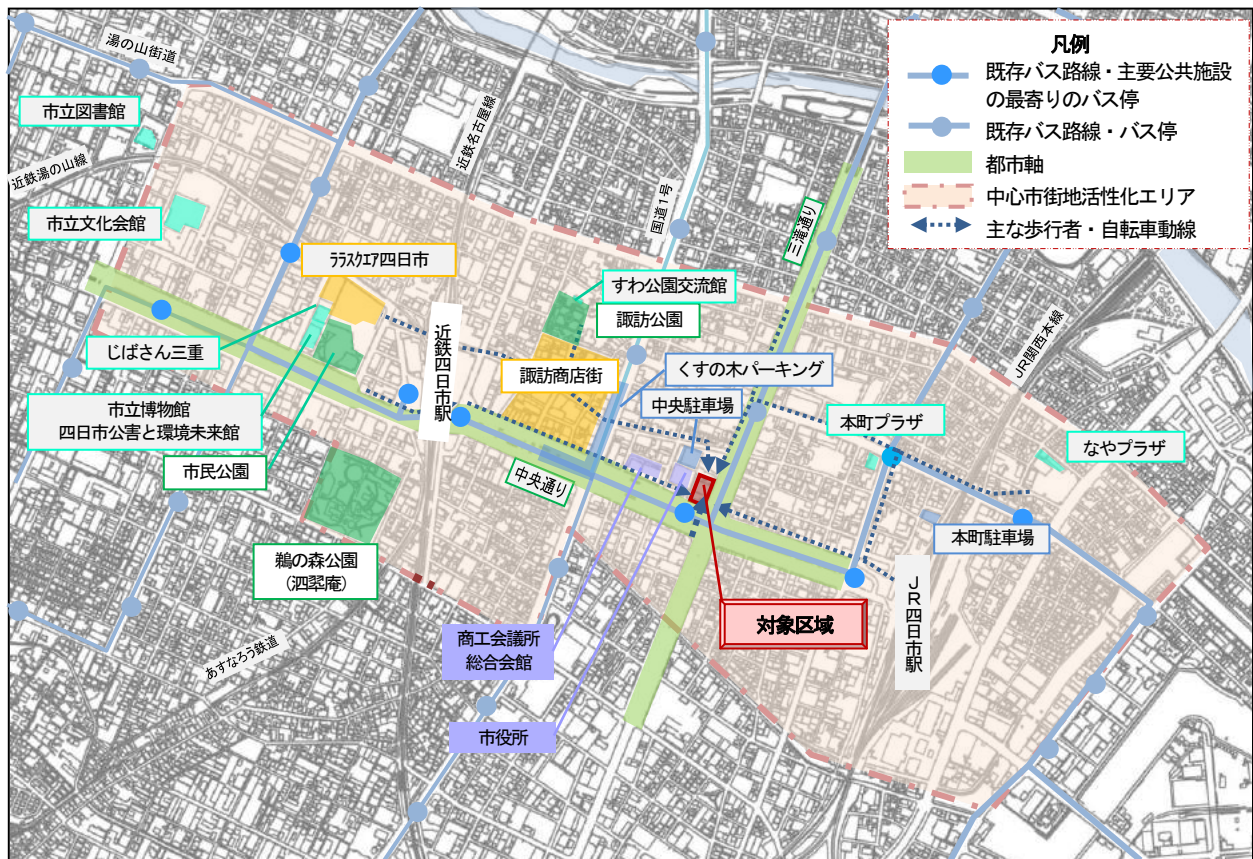 凡例
既存バス路線・主要公共施設
の最寄りのバス停
既存バス路線・バス停
都市軸
中心市街地活性化エリア
主な歩行者・自転車動線
湯の山街道
市立図書館
近鉄湯の山線
近鉄名古屋線
国道1号
三滝通り
市立文化会館
ララスクエア四日市
すわ公園交流館
諏訪公園
JR関西本線
じばさん三重
近鉄四日市駅
諏訪商店街
くすの木パーキング
中央駐車場
本町プラザ
なやプラザ
市立博物館
四日市公害と環境未来館
市民公園
中央通り
本町駐車場
鵜の森公園
(泗翆庵)
JR四日市駅
対象区域
商工会議所
総合会館
あすなろう鉄道
市役所